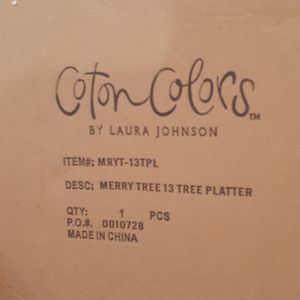 Coton Colors™
BY LAURA JOHNSON
ITEM#: MRYT-13TPL
DESC: MERRY TREE 13 TREE PLATTER
QTY: 1 PCS
P.O.#. 0010728
MADE IN CHINA